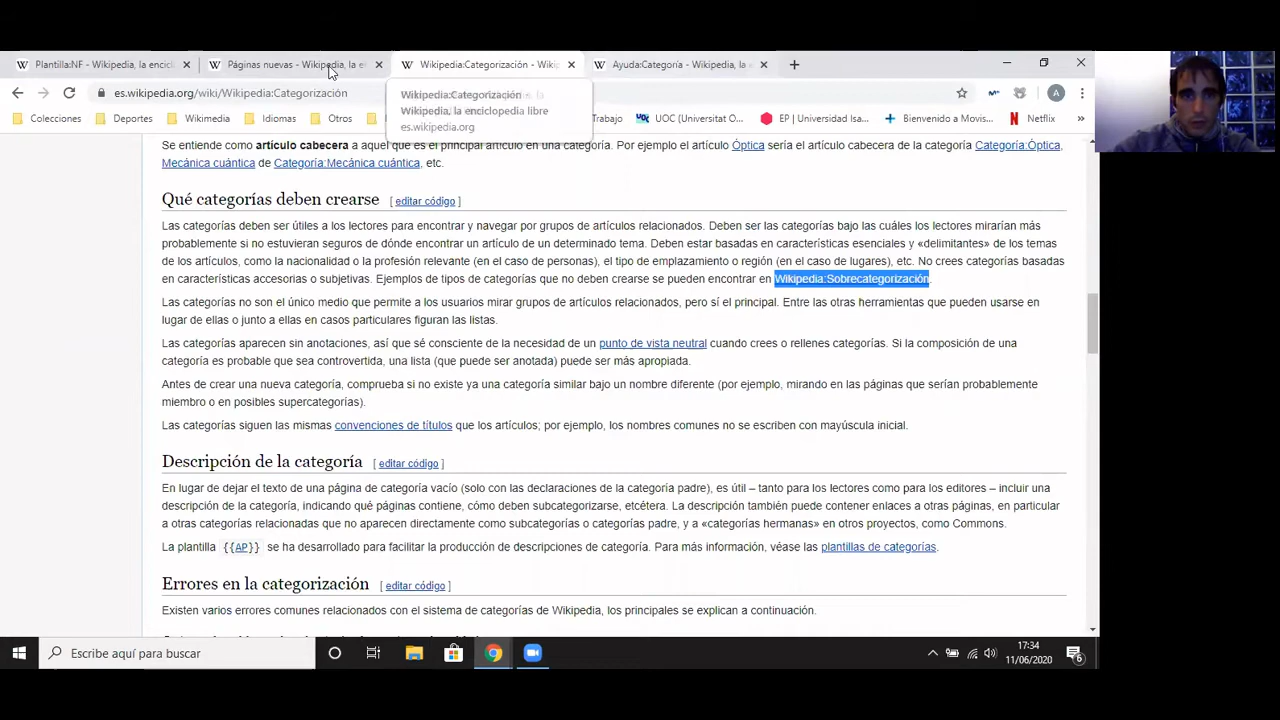 Plantilla:NF - Wikipedia, la encicl
Páginas nuevas - Wikipedia, la e
Wikipedia:Categorización - Wiki
Ayuda:Categoría - Wikipedia, la e
es.wikipedia.org/wiki/Wikipedia:Categorización
Wikipedia:Categorización
Wikipedia, la enciclopedia libre
es.wikipedia.org
A
Colecciones
Deportes
Wikimedia
Idiomas
Otros
Trabajo
UOC (Universitat O...
EP | Universidad Isa...
Bienvenido a Movis...
Netflix
»
Se entiende como artículo cabecera a aquel que es el principal artículo en una categoría. Por ejemplo el artículo Óptica sería el artículo cabecera de la categoría Categoría:Óptica,
Mecánica cuántica de Categoría:Mecánica cuántica, etc.
Qué categorías deben crearse [ editar código ]
Las categorías deben ser útiles a los lectores para encontrar y navegar por grupos de artículos relacionados. Deben ser las categorías bajo las cuáles los lectores mirarían más
probablemente si no estuvieran seguros de dónde encontrar un artículo de un determinado tema. Deben estar basadas en características esenciales y «delimitantes» de los temas
de los artículos, como la nacionalidad o la profesión relevante (en el caso de personas), el tipo de emplazamiento o región (en el caso de lugares), etc. No crees categorías basadas
en características accesorias o subjetivas. Ejemplos de tipos de categorías que no deben crearse se pueden encontrar en Wikipedia:Sobrecategorización.
Las categorías no son el único medio que permite a los usuarios mirar grupos de artículos relacionados, pero sí el principal. Entre las otras herramientas que pueden usarse en
lugar de ellas o junto a ellas en casos particulares figuran las listas.
Las categorías aparecen sin anotaciones, así que sé consciente de la necesidad de un punto de vista neutral cuando crees o rellenes categorías. Si la composición de una
categoría es probable que sea controvertida, una lista (que puede ser anotada) puede ser más apropiada.
Antes de crear una nueva categoría, comprueba si no existe ya una categoría similar bajo un nombre diferente (por ejemplo, mirando en las páginas que serían probablemente
miembro o en posibles supercategorías).
Las categorías siguen las mismas convenciones de títulos que los artículos; por ejemplo, los nombres comunes no se escriben con mayúscula inicial.
Descripción de la categoría [ editar código ]
En lugar de dejar el texto de una página de categoría vacío (solo con las declaraciones de la categoría padre), es útil – tanto para los lectores como para los editores – incluir una
descripción de la categoría, indicando qué páginas contiene, cómo deben subcategorizarse, etcétera. La descripción también puede contener enlaces a otras páginas, en particular
a otras categorías relacionadas que no aparecen directamente como subcategorías o categorías padre, y a «categorías hermanas» en otros proyectos, como Commons.
La plantilla {{AP}} se ha desarrollado para facilitar la producción de descripciones de categoría. Para más información, véase las plantillas de categorías.
Errores en la categorización [ editar código ]
Existen varios errores comunes relacionados con el sistema de categorías de Wikipedia, los principales se explican a continuación.
Escribe aquí para buscar
17:34
11/06/2020
6